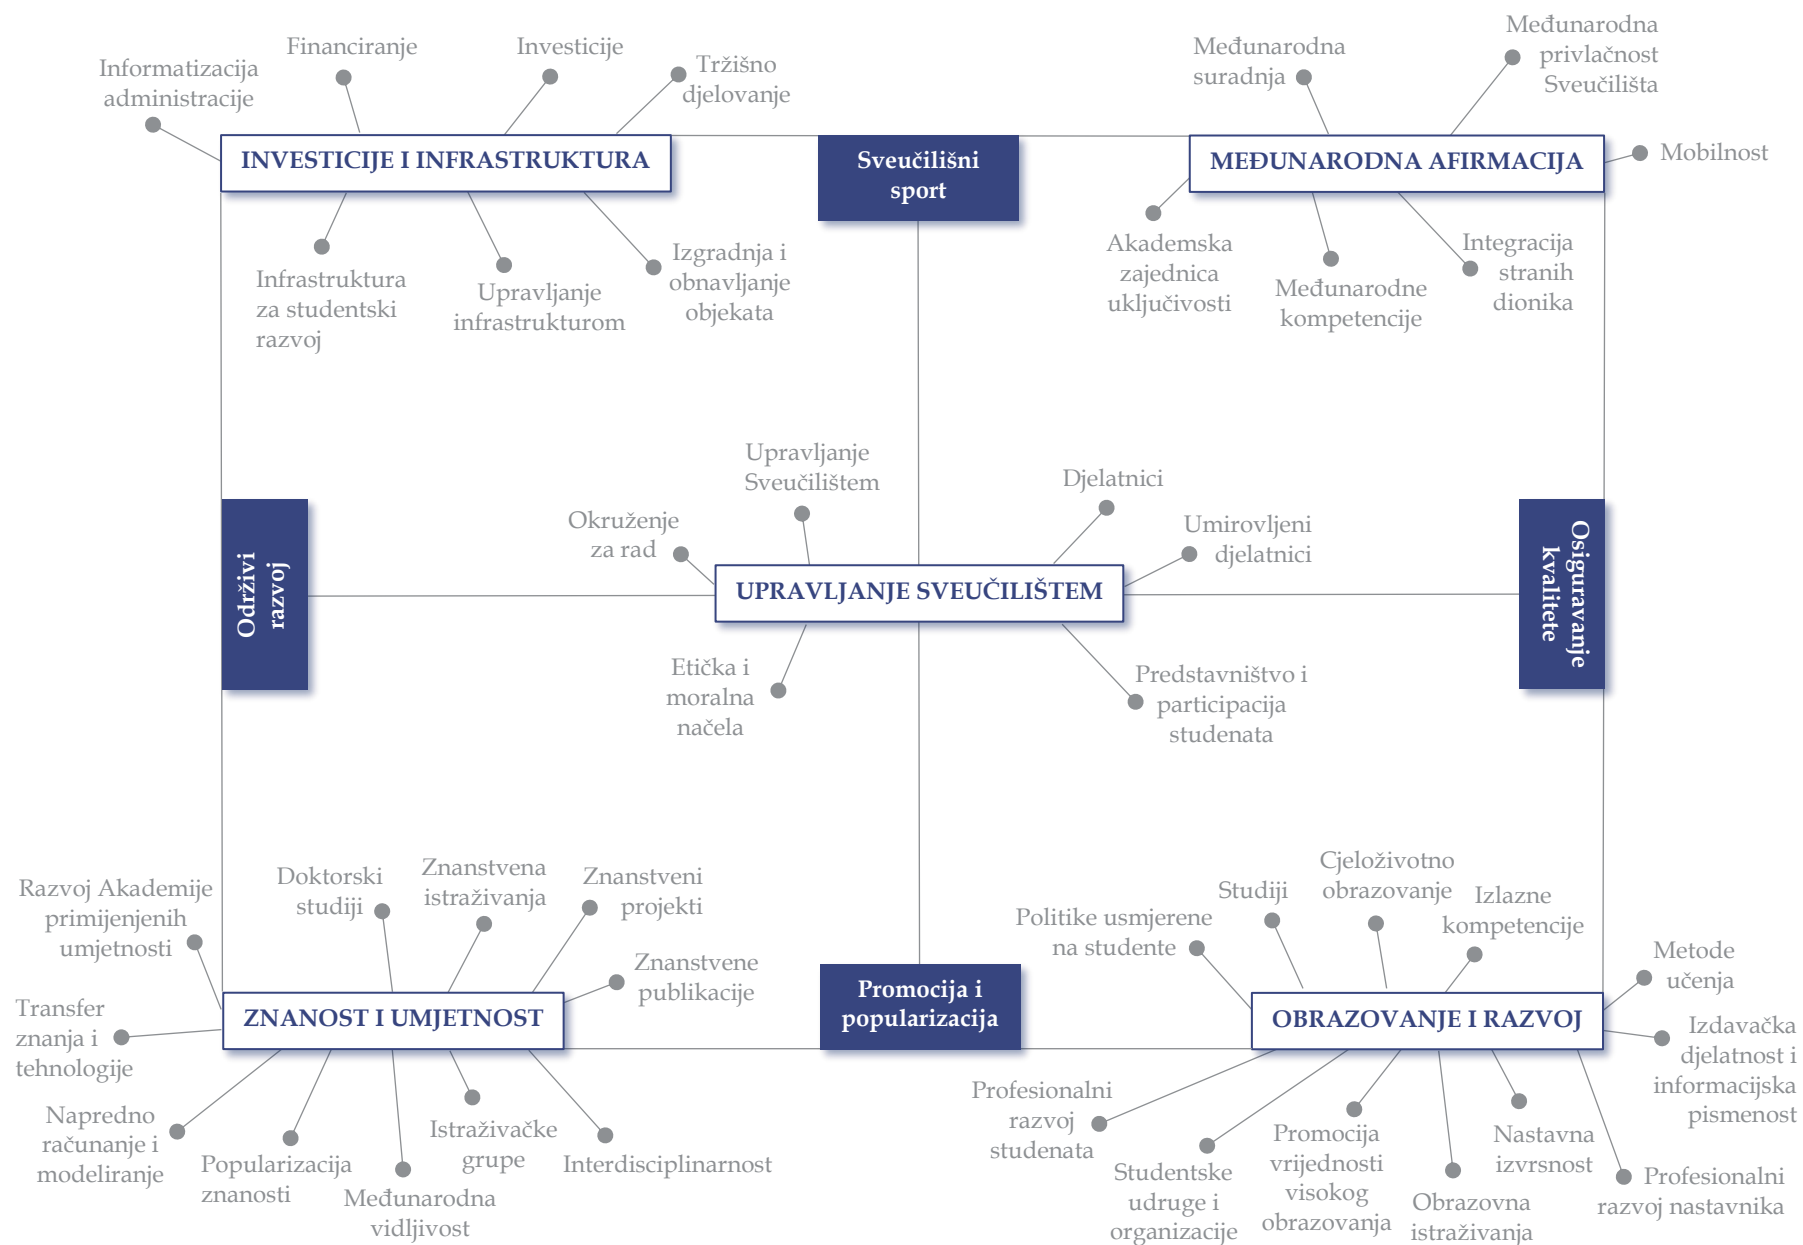 Informatizacija
administracije
Financiranje
Investicije
Tržišno
djelovanje
INVESTICIJE I INFRASTRUKTURA
Infrastruktura
za studentski
razvoj
Upravljanje
infrastrukturom
Izgradnja i
obnavljanje
objekata
Sveučilišni
sport
Međunarodna
suradnja
Međunarodna
privlačnost
Sveučilišta
Mobilnost
MEĐUNARODNA AFIRMACIJA
Akademska
zajednica
uključivosti
Međunarodne
kompetencije
Integracija
stranih
dionika
Održivi
razvoj
Okruženje
za rad
Upravljanje
Sveučilištem
Djelatnici
Umirovljeni
djelatnici
UPRAVLJANJE SVEUČILIŠTEM
Etička i
moralna
načela
Predstavništvo i
participacija
studenata
Osiguravanje
kvalitete
Razvoj Akademije
primijenjenih
umjetnosti
Doktorski
studiji
Znanstvena
istraživanja
Znanstveni
projekti
Znanstvene
publikacije
ZNANOST I UMJETNOST
Transfer
znanja i
tehnologije
Napredno
računanje i
modeliranje
Popularizacija
znanosti
Međunarodna
vidljivost
Istraživačke
grupe
Interdisciplinarnost
Promocija i
popularizacija
Politike usmjerene
na studente
Studiji
Cjeloživotno
obrazovanje
Izlazne
kompetencije
Metode
učenja
OBRAZOVANJE I RAZVOJ
Izdavačka
djelatnost i
informacijska
pismenost
Profesionalni
razvoj
studenata
Studentske
udruge i
organizacije
Promocija
vrijednosti
visokog
obrazovanja
Obrazovna
istraživanja
Nastavna
izvrsnost
Profesionalni
razvoj nastavnika